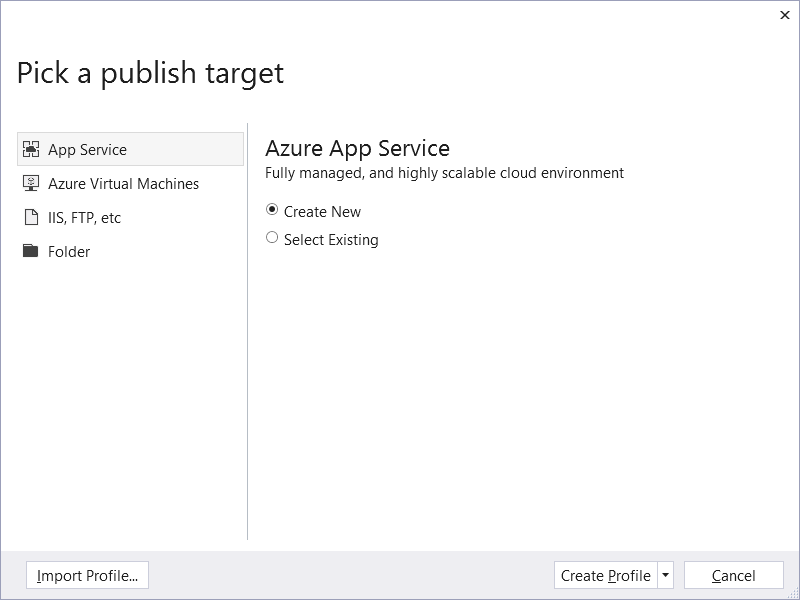 Pick a publish target
App Service
Azure Virtual Machines
IIS, FTP, etc
Folder
Azure App Service
Fully managed, and highly scalable cloud environment
Create New
Select Existing
Import Profile...
Create Profile
Cancel